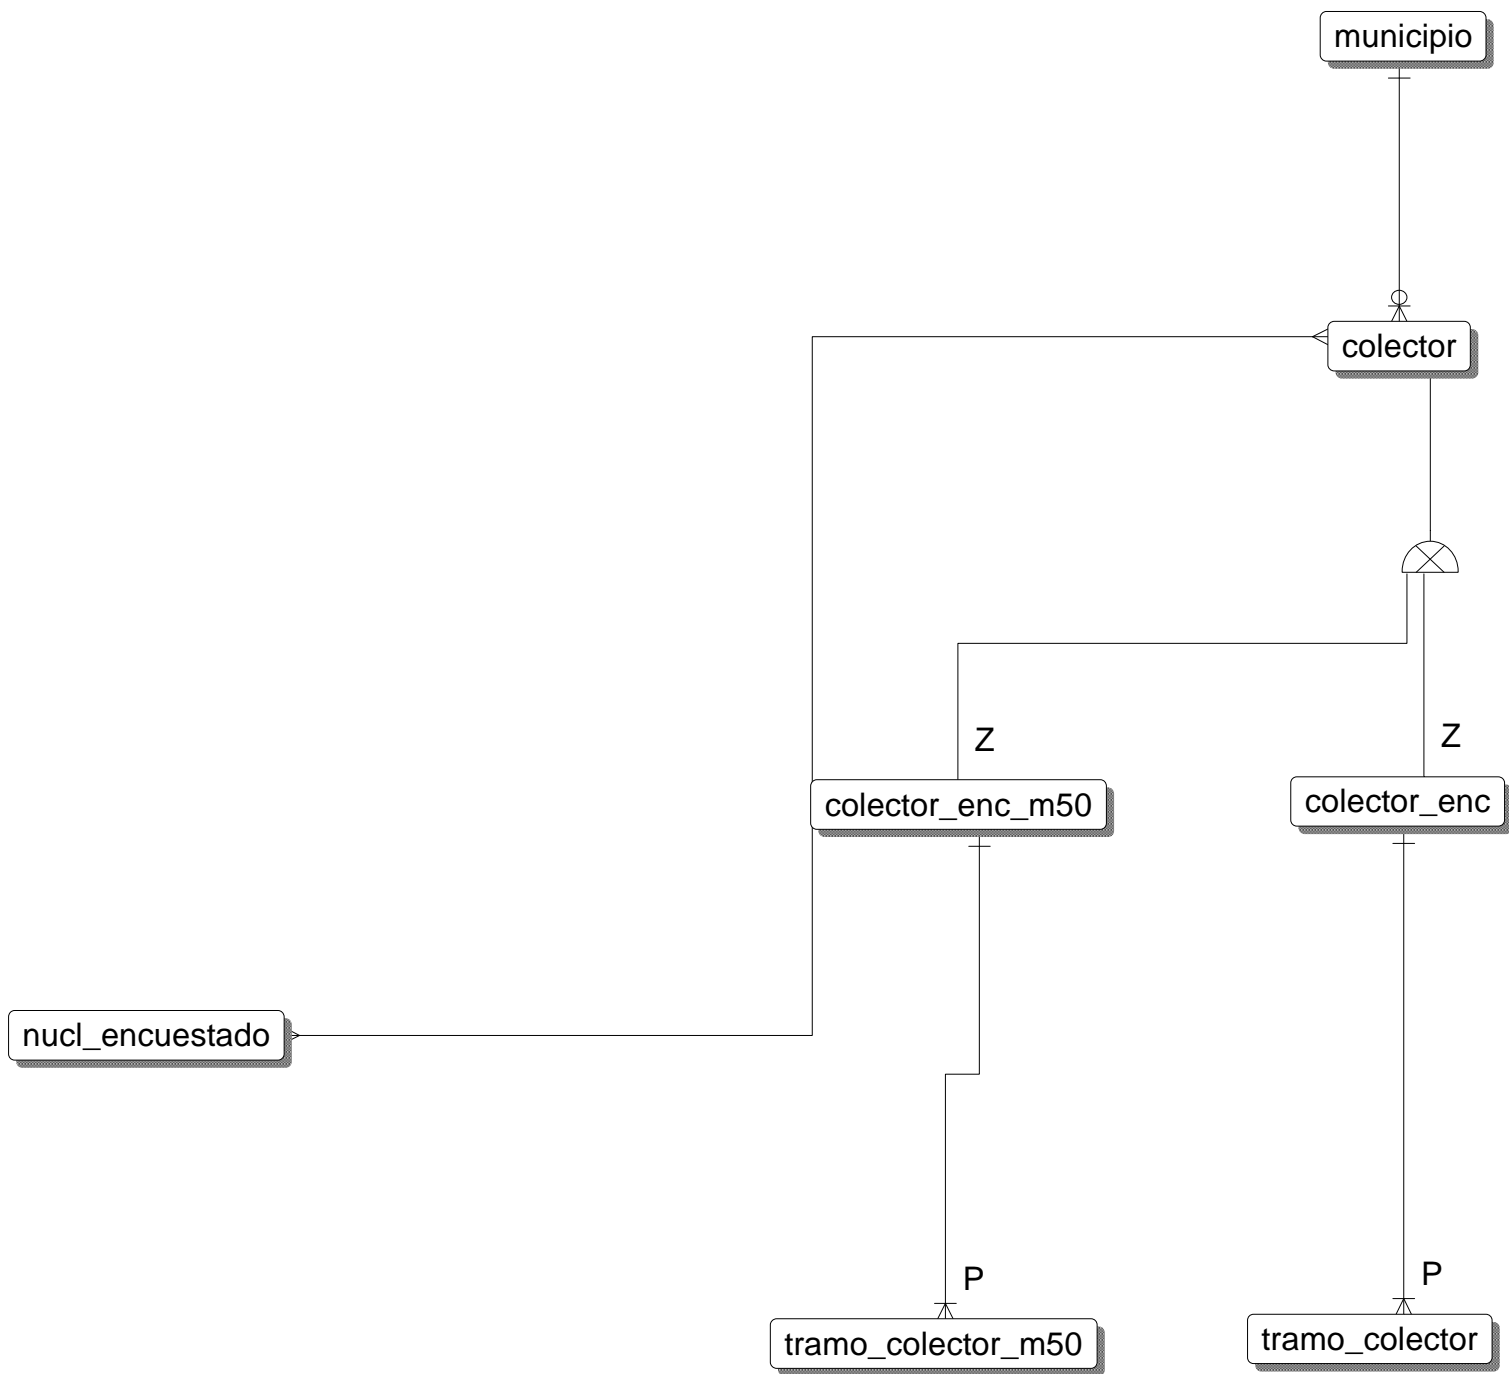 municipio
colector
Z
Z
colector_enc_m50
colector_enc
nucl_encuestado
P
P
tramo_colector_m50
tramo_colector